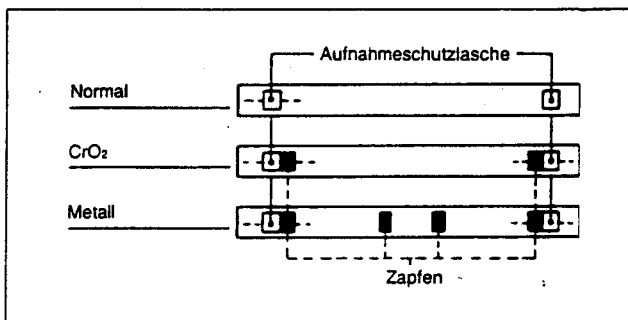 Aufnahmeschutzlasche
Normal
CrO₂
Metall
Zapfen